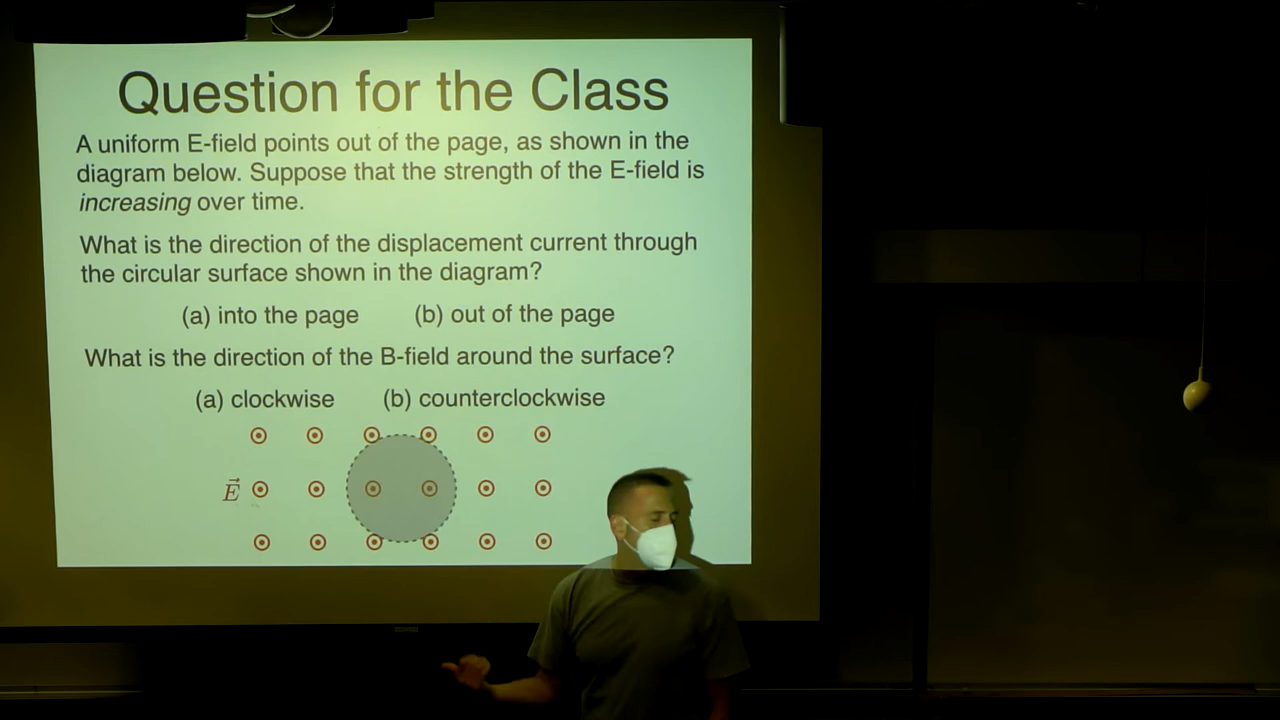 Question for the Class
A uniform E-field points out of the page, as shown in the
diagram below. Suppose that the strength of the E-field is
increasing over time.
What is the direction of the displacement current through
the circular surface shown in the diagram?
(a) into the page (b) out of the page
What is the direction of the B-field around the surface?
(a) clockwise (b) counterclockwise
E⃗